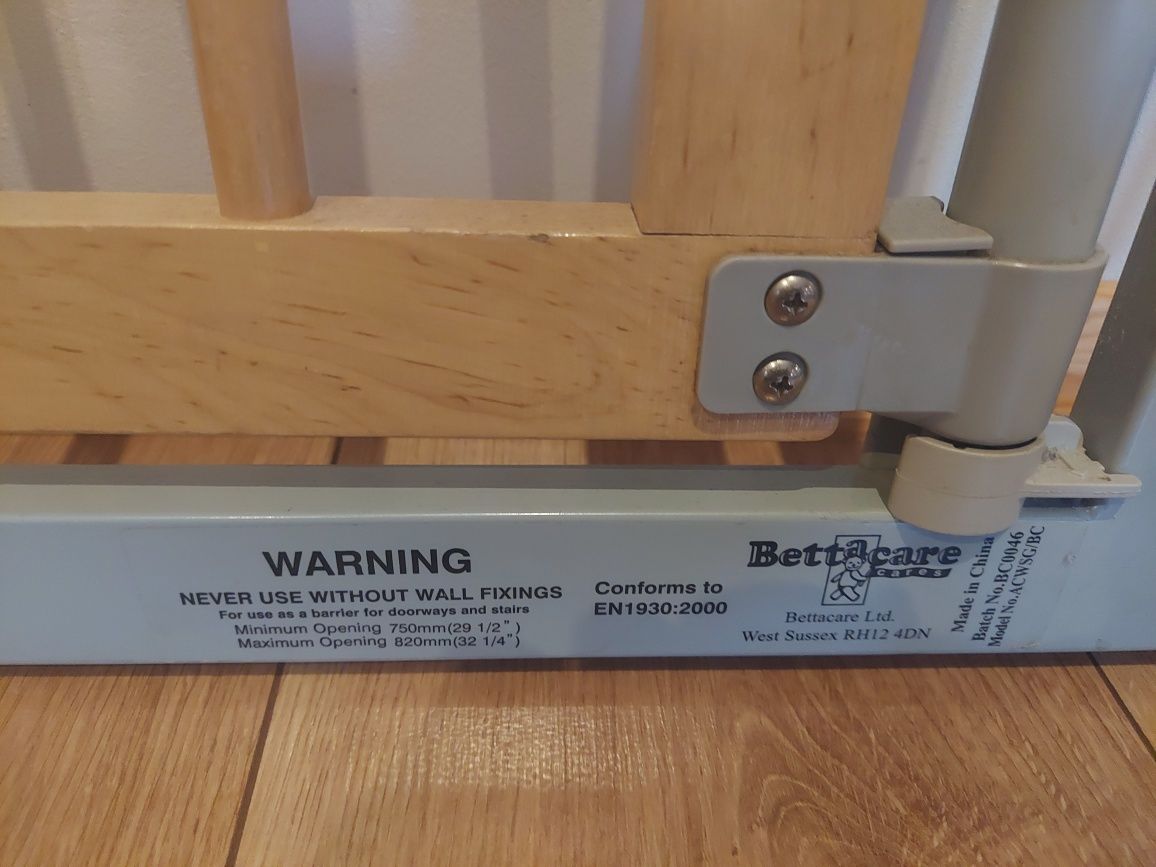 WARNING
NEVER USE WITHOUT WALL FIXINGS
For use as a barrier for doorways and stairs
Minimum Opening 750mm(29 1/2")
Maximum Opening 820mm(32 1/4")
Conforms to
EN1930:2000
Bettacare
cares
Bettacare Ltd.
West Sussex RH12 4DN
Made in China
Batch No.BC0046
Model No.ACWSG/BC